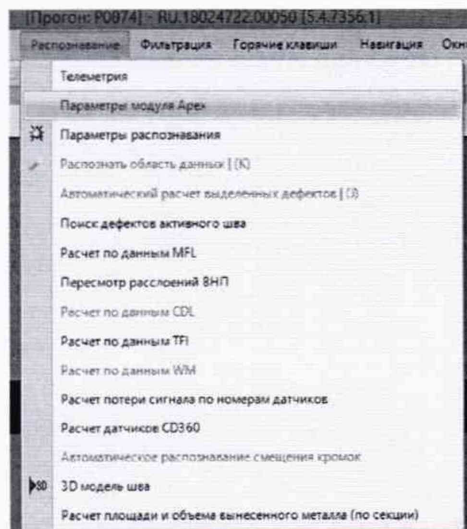 [Прогон: P0874] - RU.18024722.00050 [5.4.7356.1]
Распознавание Фильтрация Горячие клавиши Навигация
Телеметрия
Параметры модуля Apex
Параметры распознавания
Распознать область данных | (K)
Автоматический расчет выделенных дефектов | (J)
Поиск дефектов активного шва
Расчет по данным MFL
Пересмотр расслоений ВНП
Расчет по данным CDL
Расчет по данным TFI
Расчет по данным WM
Расчет потери сигнала по номерам датчиков
Расчет датчиков CD360
Автоматическое распознавание смещения кромок
3D 3D модель шва
Расчет площади и объема вынесенного металла (по секции)